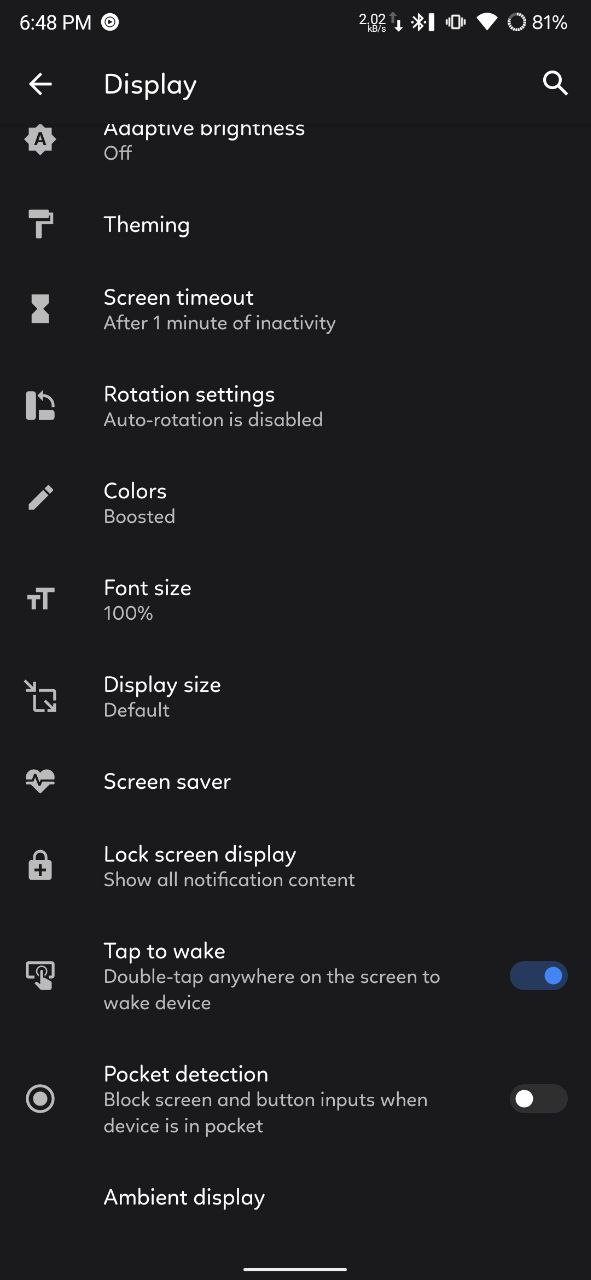 6:48 PM
2.02
kB/s
81%
Display
Adaptive brightness
Off
Theming
Screen timeout
After 1 minute of inactivity
Rotation settings
Auto-rotation is disabled
Colors
Boosted
Font size
100%
Display size
Default
Screen saver
Lock screen display
Show all notification content
Tap to wake
Double-tap anywhere on the screen to
wake device
Pocket detection
Block screen and button inputs when
device is in pocket
Ambient display